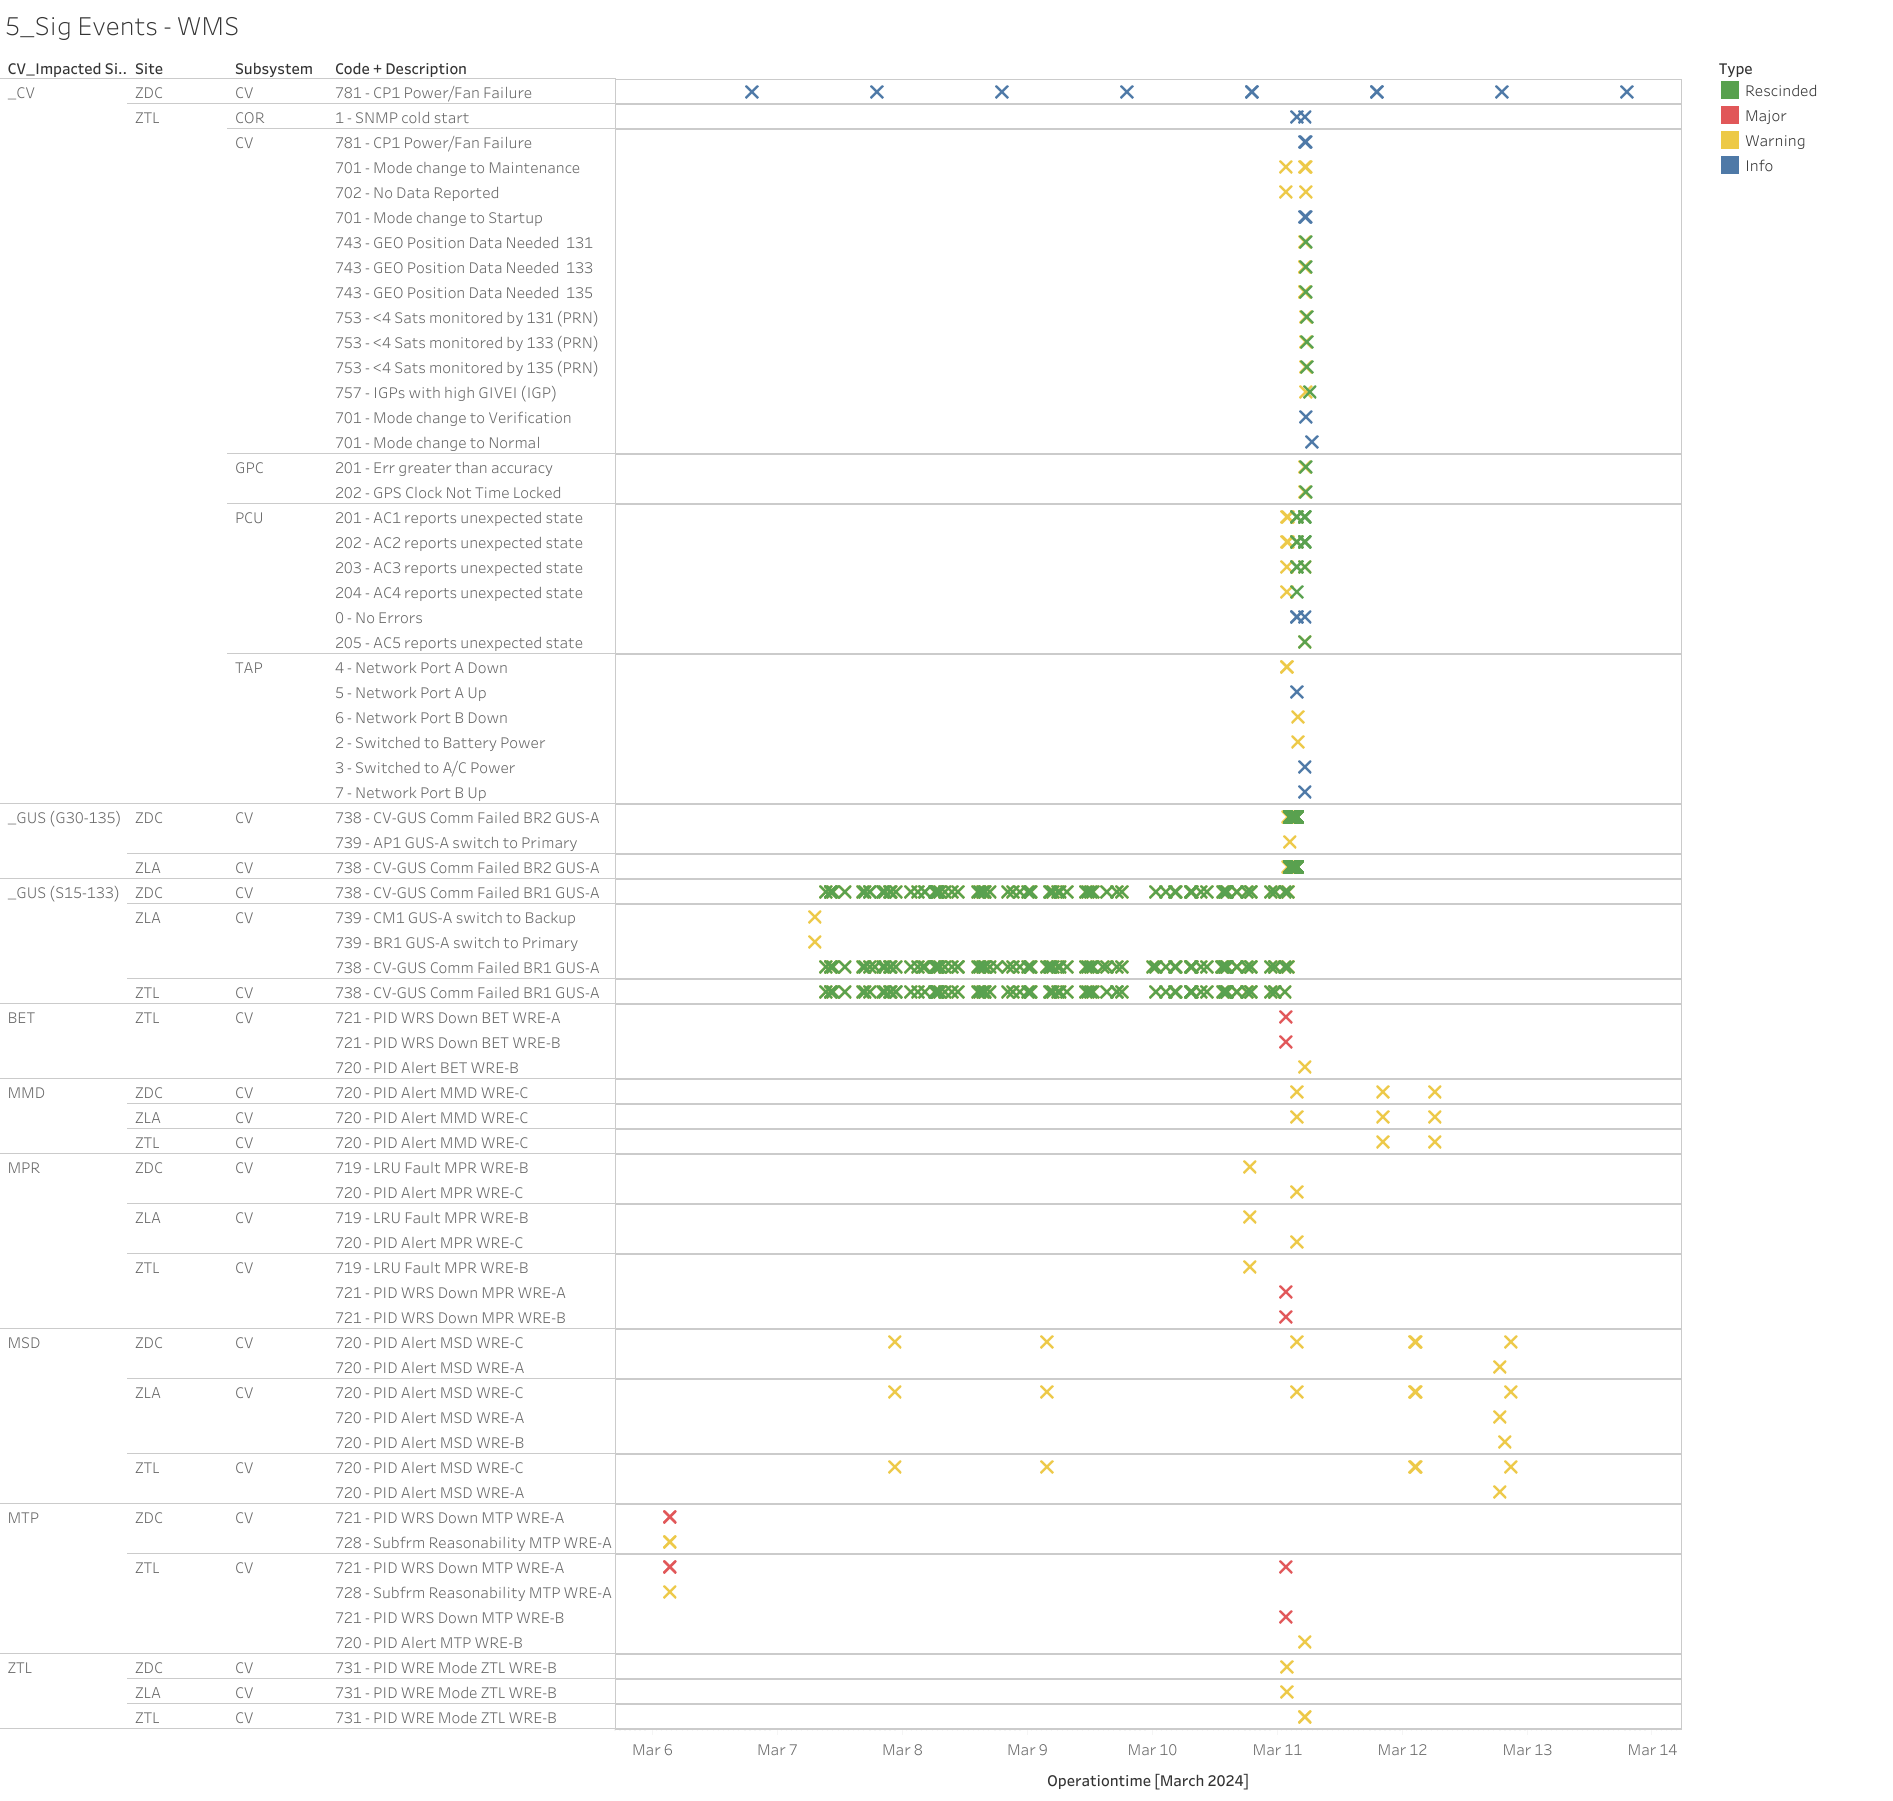 5_Sig Events - WMS
CV_Impacted Si.. Site Subsystem Code + Description
Type
_CV ZDC CV 781 - CP1 Power/Fan Failure
Rescinded
ZTL COR 1 - SNMP cold start
Major
CV 781 - CP1 Power/Fan Failure
Warning
701 - Mode change to Maintenance
Info
702 - No Data Reported
701 - Mode change to Startup
743 - GEO Position Data Needed 131
743 - GEO Position Data Needed 133
743 - GEO Position Data Needed 135
753 - <4 Sats monitored by 131 (PRN)
753 - <4 Sats monitored by 133 (PRN)
753 - <4 Sats monitored by 135 (PRN)
757 - IGPs with high GIVEI (IGP)
701 - Mode change to Verification
701 - Mode change to Normal
GPC 201 - Err greater than accuracy
202 - GPS Clock Not Time Locked
PCU 201 - AC1 reports unexpected state
202 - AC2 reports unexpected state
203 - AC3 reports unexpected state
204 - AC4 reports unexpected state
0 - No Errors
205 - AC5 reports unexpected state
TAP 4 - Network Port A Down
5 - Network Port A Up
6 - Network Port B Down
2 - Switched to Battery Power
3 - Switched to A/C Power
7 - Network Port B Up
_GUS (G30-135) ZDC CV 738 - CV-GUS Comm Failed BR2 GUS-A
739 - AP1 GUS-A switch to Primary
ZLA CV 738 - CV-GUS Comm Failed BR2 GUS-A
_GUS (S15-133) ZDC CV 738 - CV-GUS Comm Failed BR1 GUS-A
ZLA CV 739 - CM1 GUS-A switch to Backup
739 - BR1 GUS-A switch to Primary
738 - CV-GUS Comm Failed BR1 GUS-A
ZTL CV 738 - CV-GUS Comm Failed BR1 GUS-A
BET ZTL CV 721 - PID WRS Down BET WRE-A
721 - PID WRS Down BET WRE-B
720 - PID Alert BET WRE-B
MMD ZDC CV 720 - PID Alert MMD WRE-C
ZLA CV 720 - PID Alert MMD WRE-C
ZTL CV 720 - PID Alert MMD WRE-C
MPR ZDC CV 719 - LRU Fault MPR WRE-B
720 - PID Alert MPR WRE-C
ZLA CV 719 - LRU Fault MPR WRE-B
720 - PID Alert MPR WRE-C
ZTL CV 719 - LRU Fault MPR WRE-B
721 - PID WRS Down MPR WRE-A
721 - PID WRS Down MPR WRE-B
MSD ZDC CV 720 - PID Alert MSD WRE-C
720 - PID Alert MSD WRE-A
ZLA CV 720 - PID Alert MSD WRE-C
720 - PID Alert MSD WRE-A
720 - PID Alert MSD WRE-B
ZTL CV 720 - PID Alert MSD WRE-C
720 - PID Alert MSD WRE-A
MTP ZDC CV 721 - PID WRS Down MTP WRE-A
728 - Subfrm Reasonability MTP WRE-A
ZTL CV 721 - PID WRS Down MTP WRE-A
728 - Subfrm Reasonability MTP WRE-A
721 - PID WRS Down MTP WRE-B
720 - PID Alert MTP WRE-B
ZTL ZDC CV 731 - PID WRE Mode ZTL WRE-B
ZLA CV 731 - PID WRE Mode ZTL WRE-B
ZTL CV 731 - PID WRE Mode ZTL WRE-B
Mar 6 Mar 7 Mar 8 Mar 9 Mar 10 Mar 11 Mar 12 Mar 13 Mar 14
Operationtime [March 2024]